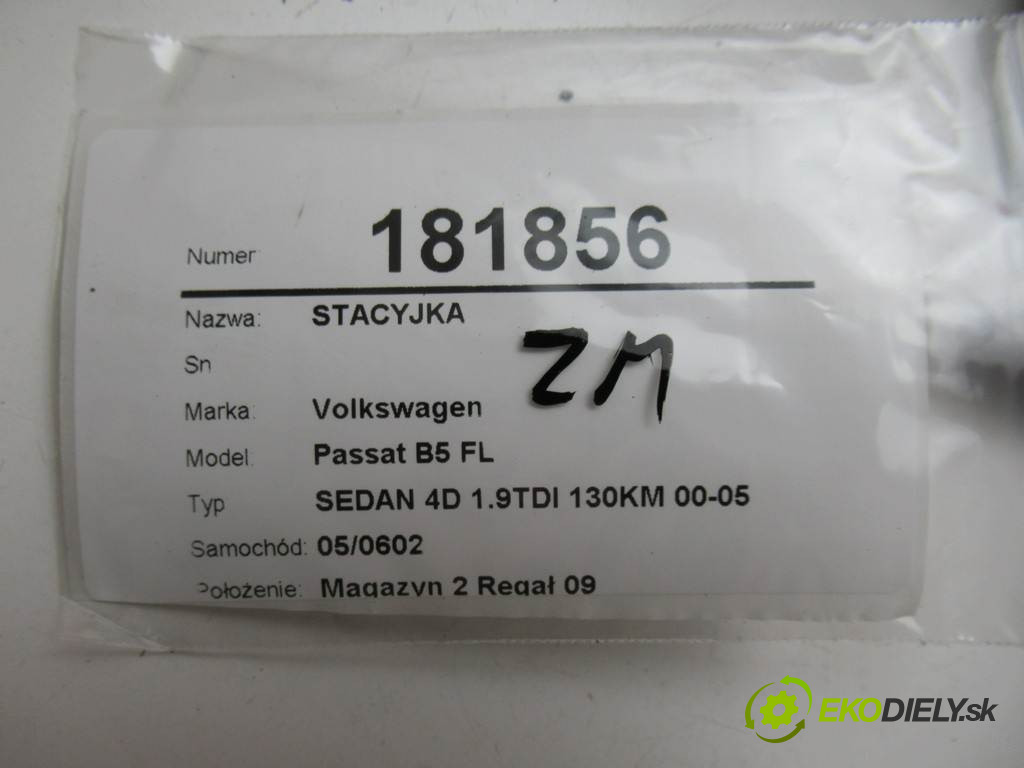 Numer 181856
Nazwa: STACYJKA
Sn
ZM
Marka: Volkswagen
Model. Passat B5 FL
Typ SEDAN 4D 1.9TDI 130KM 00-05
Samochód: 05/0602
Położenie: Magazyn 2 Regał 09
EKODIELY.sk